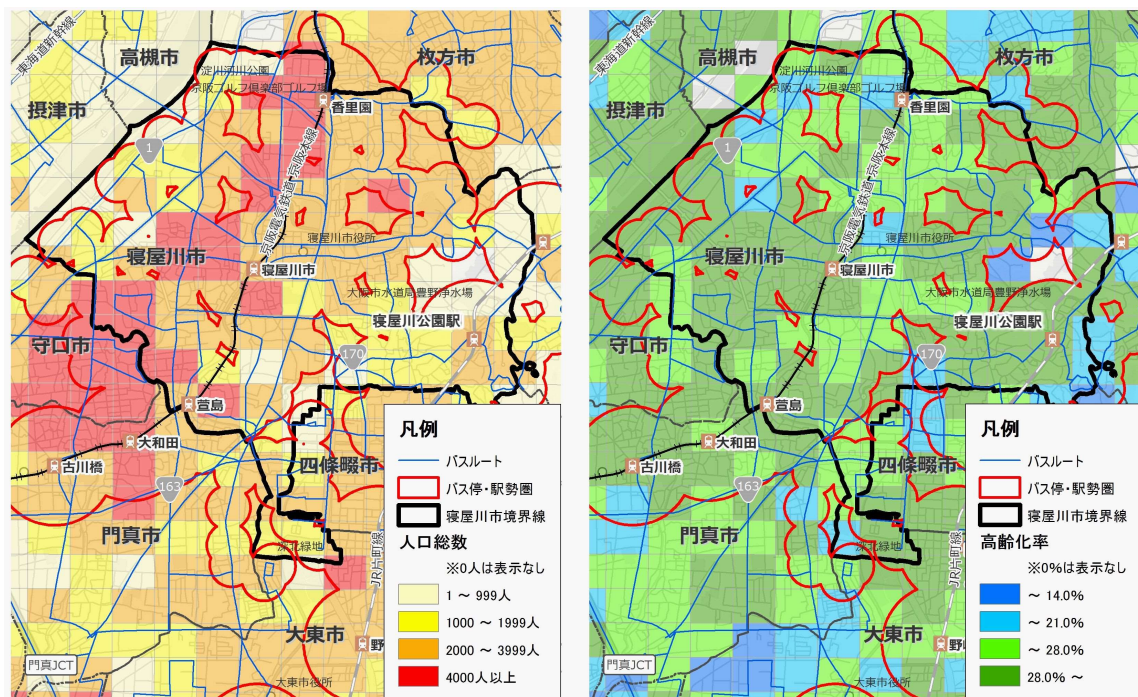 東海道新幹線
高槻市
枚方市
淀川河川公園
京阪ゴルフ倶楽部ゴルフ場
摂津市
香里園
1
京阪電気鉄道 京阪本線
寝屋川市役所
寝屋川市
寝屋川市
大阪市水道局豊野浄水場
寝屋川公園駅
守口市
170
萱島
大和田
古川橋
163
四條畷市
門真市
深北緑地
JR片町線
大東市
野
門真JCT
大東市役所
凡例
バスルート
バス停・駅勢圏
寝屋川市境界線
人口総数
※0人は表示なし
1 ~ 999人
1000 ~ 1999人
2000 ~ 3999人
4000人以上
東海道新幹線
高槻市
枚方市
淀川河川公園
京阪ゴルフ倶楽部ゴルフ場
摂津市
香里園
1
京阪電気鉄道 京阪本線
寝屋川市役所
寝屋川市
寝屋川市
大阪市水道局豊野浄水場
寝屋川公園駅
守口市
170
萱島
大和田
古川橋
163
四條畷市
門真市
深北緑地
JR片町線
大東市
野
門真JCT
大東市役所
凡例
バスルート
バス停・駅勢圏
寝屋川市境界線
高齢化率
※0%は表示なし
~ 14.0%
~ 21.0%
~ 28.0%
28.0% ~